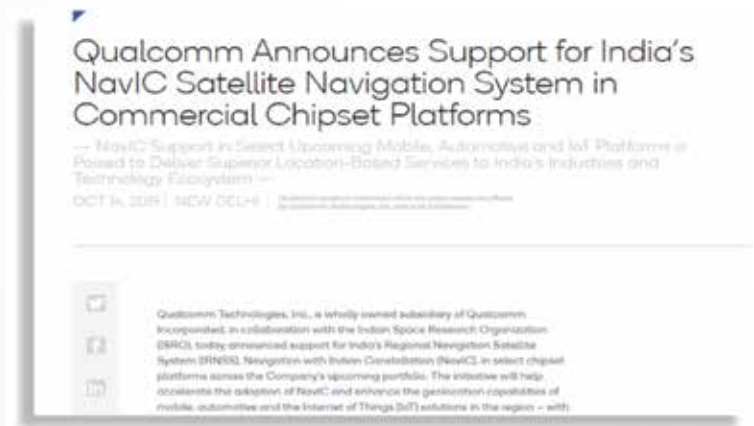 Qualcomm Announces Support for India's
NavIC Satellite Navigation System in
Commercial Chipset Platforms
— NavIC Support in Select Upcoming Mobile, Automotive and IoT Platforms is
Poised to Deliver Superior Location-Based Services to India's Industries and
Technology Ecosystem —
OCT 14, 2019 | NEW DELHI |
Qualcomm Technologies, Inc., a wholly owned subsidiary of Qualcomm
Incorporated, in collaboration with the Indian Space Research Organization
(ISRO), today announced support for India's Regional Navigation Satellite
System (IRNSS), Navigation with Indian Constellation (NavIC), in select chipset
platforms across the Company's upcoming portfolio. The initiative will help
accelerate the adoption of NavIC and enhance the geolocation capabilities of
mobile, automotive and the Internet of Things (IoT) solutions in the region – with